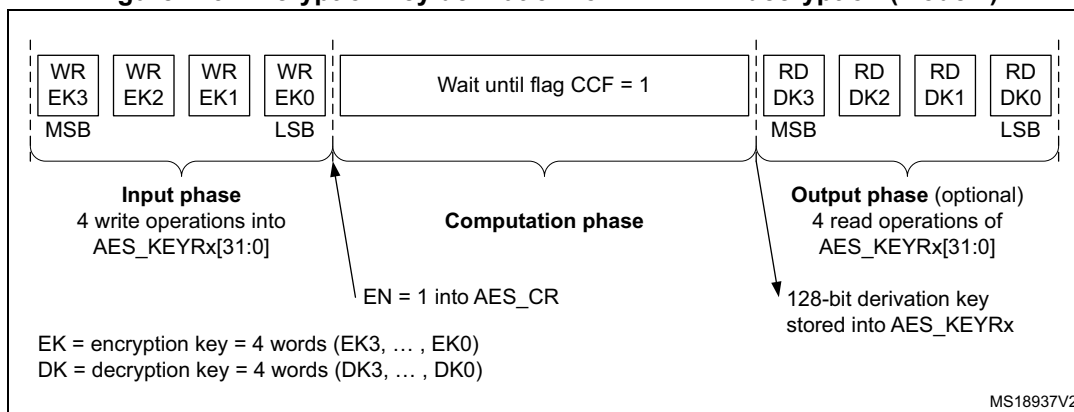 WR WR WR WR
EK3 EK2 EK1 EK0
Wait until flag CCF = 1
RD RD RD RD
DK3 DK2 DK1 DK0
MSB LSB MSB LSB
Input phase
4 write operations into
AES_KEYRx[31:0]
Computation phase
Output phase (optional)
4 read operations of
AES_KEYRx[31:0]
EN = 1 into AES_CR
128-bit derivation key
stored into AES_KEYRx
EK = encryption key = 4 words (EK3, … , EK0)
DK = decryption key = 4 words (DK3, … , DK0)
MS18937V2